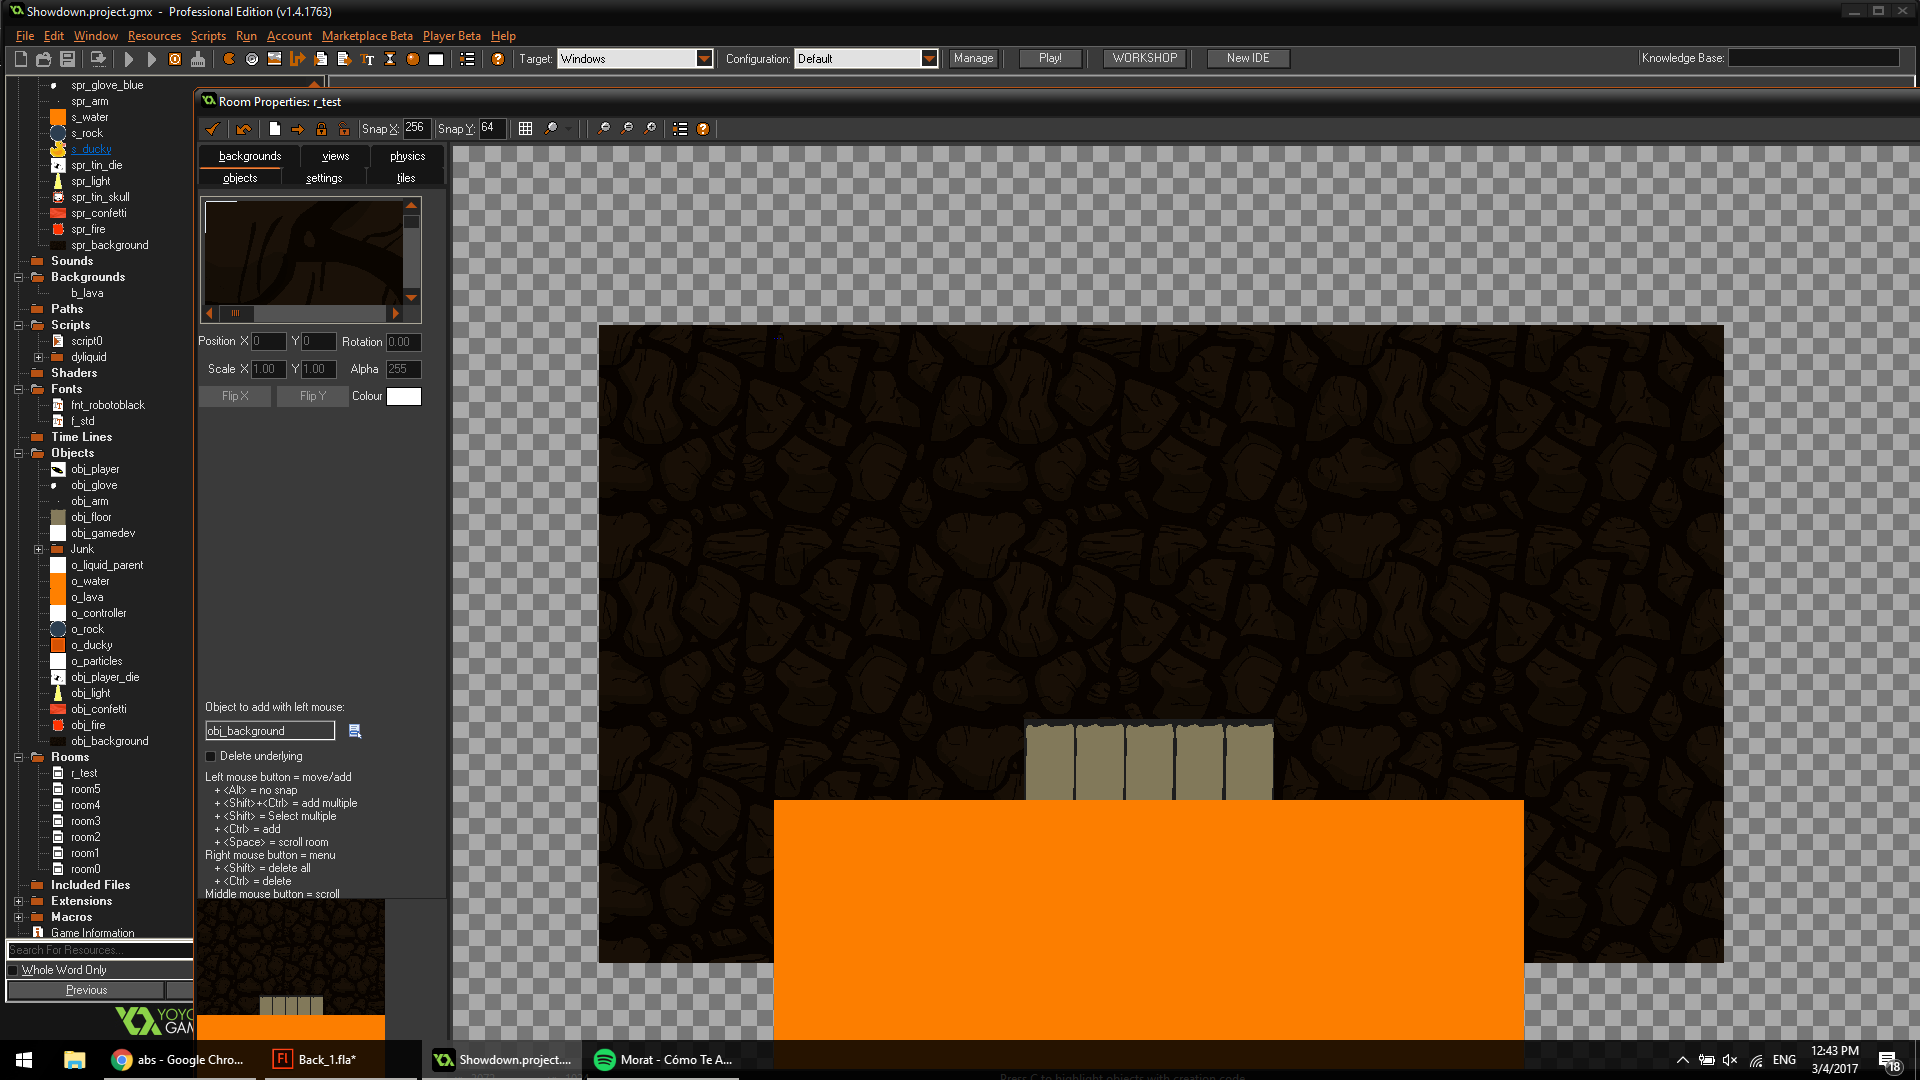 Showdown.project.gmx - Professional Edition (v1.4.1763)
File Edit Window Resources Scripts Run Account Marketplace Beta Player Beta Help
Target: Windows Configuration: Default Manage Play! WORKSHOP New IDE Knowledge Base:
spr_glove_blue
spr_arm
s_water
s_rock
s_ducky
spr_tin_die
spr_light
spr_tin_skull
spr_confetti
spr_fire
spr_background
Sounds
Backgrounds
b_lava
Paths
Scripts
script0
dyliquid
Shaders
Fonts
fnt_robotoblack
f_std
Time Lines
Objects
obj_player
obj_glove
obj_arm
obj_floor
obj_gamedev
Junk
o_liquid_parent
o_water
o_lava
o_controller
o_rock
o_ducky
o_particles
obj_player_die
obj_light
obj_confetti
obj_fire
obj_background
Rooms
r_test
room5
room4
room3
room2
room1
room0
Included Files
Extensions
Macros
Game Information
Search For Resources...
Whole Word Only
Previous
Room Properties: r_test
Snap X: 256 Snap Y: 64
backgrounds views physics
objects settings tiles
Position X 0 Y 0 Rotation 0.00
Scale X 1.00 Y 1.00 Alpha 255
Flip X Flip Y Colour
Object to add with left mouse:
obj_background
Delete underlying
Left mouse button = move/add
+ <Alt> = no snap
+ <Shift>+<Ctrl> = add multiple
+ <Shift> = Select multiple
+ <Ctrl> = add
+ <Space> = scroll room
Right mouse button = menu
+ <Shift> = delete all
+ <Ctrl> = delete
Middle mouse button = scroll
Press C to highlight objects with creation code
abs - Google Chro... Back_1.fla* Showdown.project.... Morat - Cómo Te A...
ENG
12:43 PM
3/4/2017
18